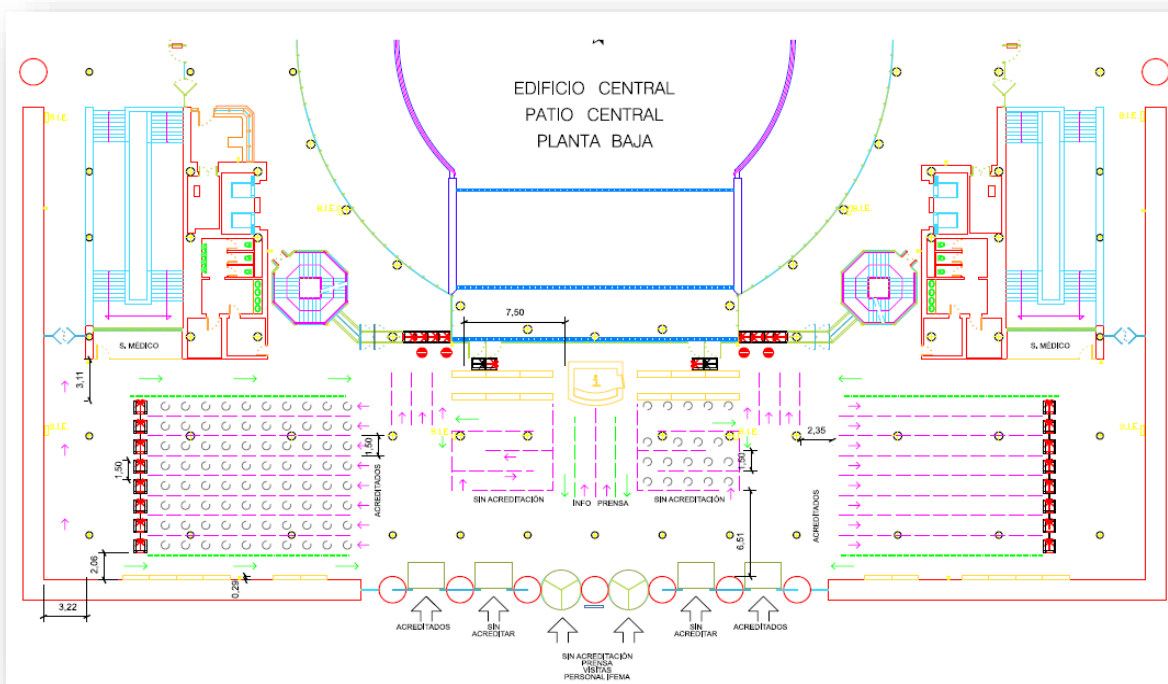 EDIFICIO CENTRAL
PATIO CENTRAL
PLANTA BAJA
B.I.E
B.I.E
B.I.E
B.I.E
7,50
S. MÉDICO
S. MÉDICO
3,11
i
B.I.E
B.I.E
B.I.E
2,35
1,50
1,50
1,50
ACREDITADOS
SIN ACREDITACIÓN
INFO
PRENSA
SIN ACREDITACIÓN
ACREDITADOS
6,51
2,06
0,29
3,22
ACREDITADOS
SIN
ACREDITAR
SIN
ACREDITAR
ACREDITADOS
SIN ACREDITACIÓN
PRENSA
VISITAS
PERSONAL IFEMA